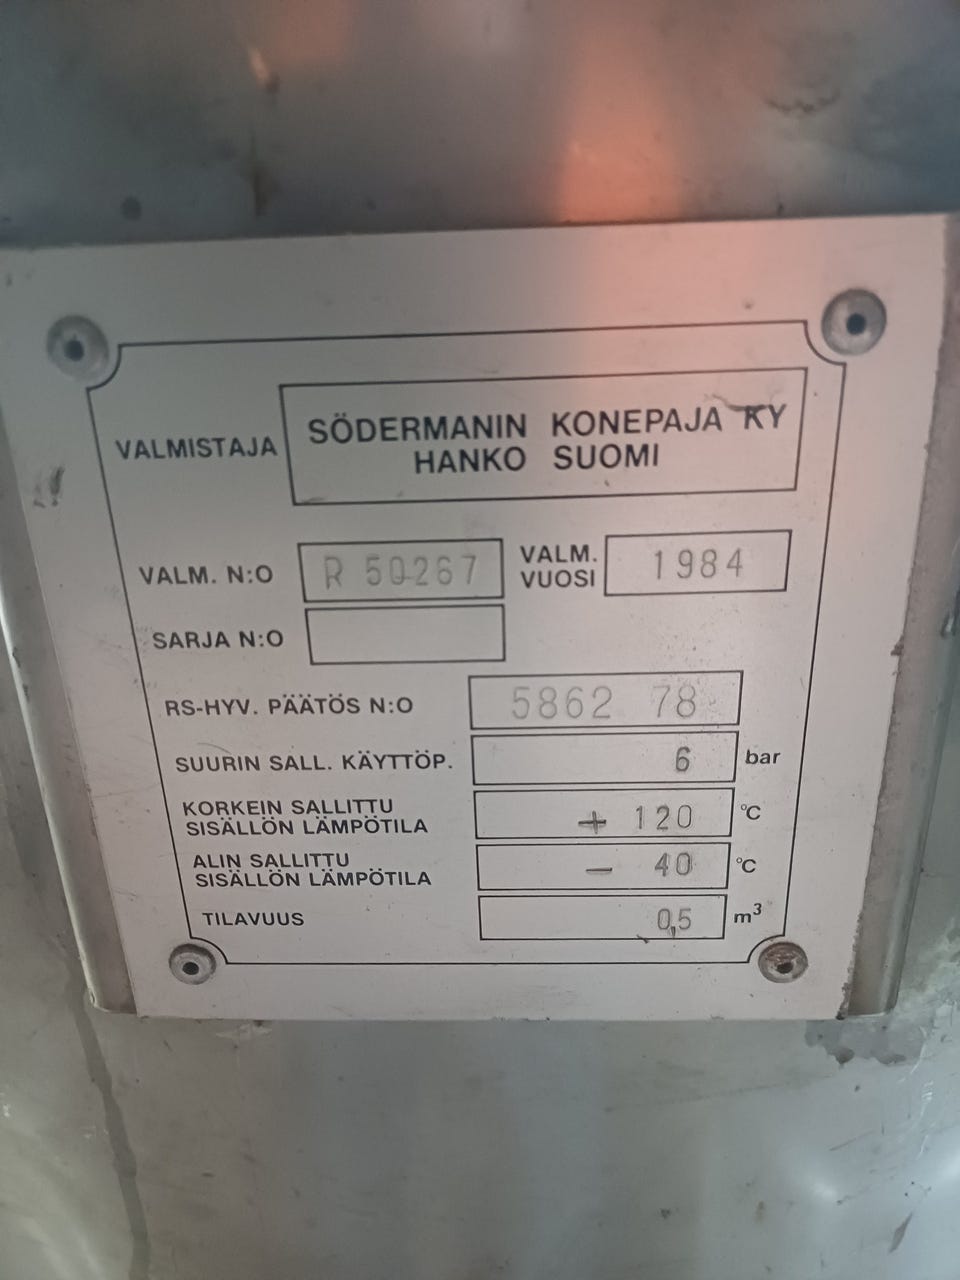 VALMISTAJA
SÖDERMANIN KONEPAJA KY
HANKO SUOMI
VALM. N:O R 50267
VALM. VUOSI 1984
SARJA N:O
RS-HYV. PÄÄTÖS N:O 5862 78
SUURIN SALL. KÄYTTÖP. 6 bar
KORKEIN SALLITTU
SISÄLLÖN LÄMPÖTILA + 120 °C
ALIN SALLITTU
SISÄLLÖN LÄMPÖTILA - 40 °C
TILAVUUS 0,5 m³